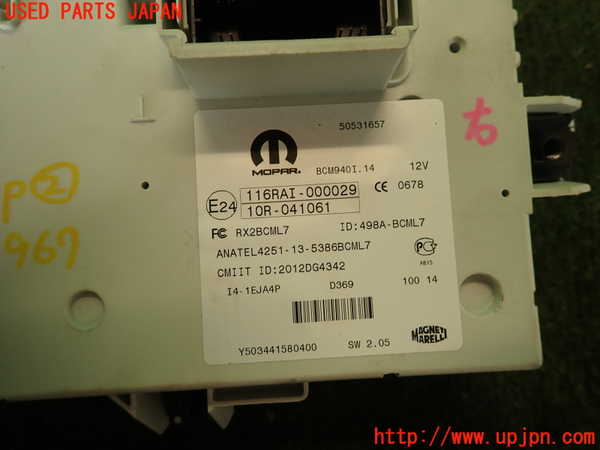 USED PARTS JAPAN
50531657
MOPAR.
BCM940I.14
12V
E24
116RAI-000029
10R-041061
CE 0678
FC RX2BCML7
ID:498A-BCML7
ANATEL4251-13-5386BCML7
CMIIT ID:2012DG4342
I4-1EJA4P
D369
100 14
Y503441580400
SW 2.05
MAGNETI
MARELLI
右
P②
967
http://www.upjpn.com/